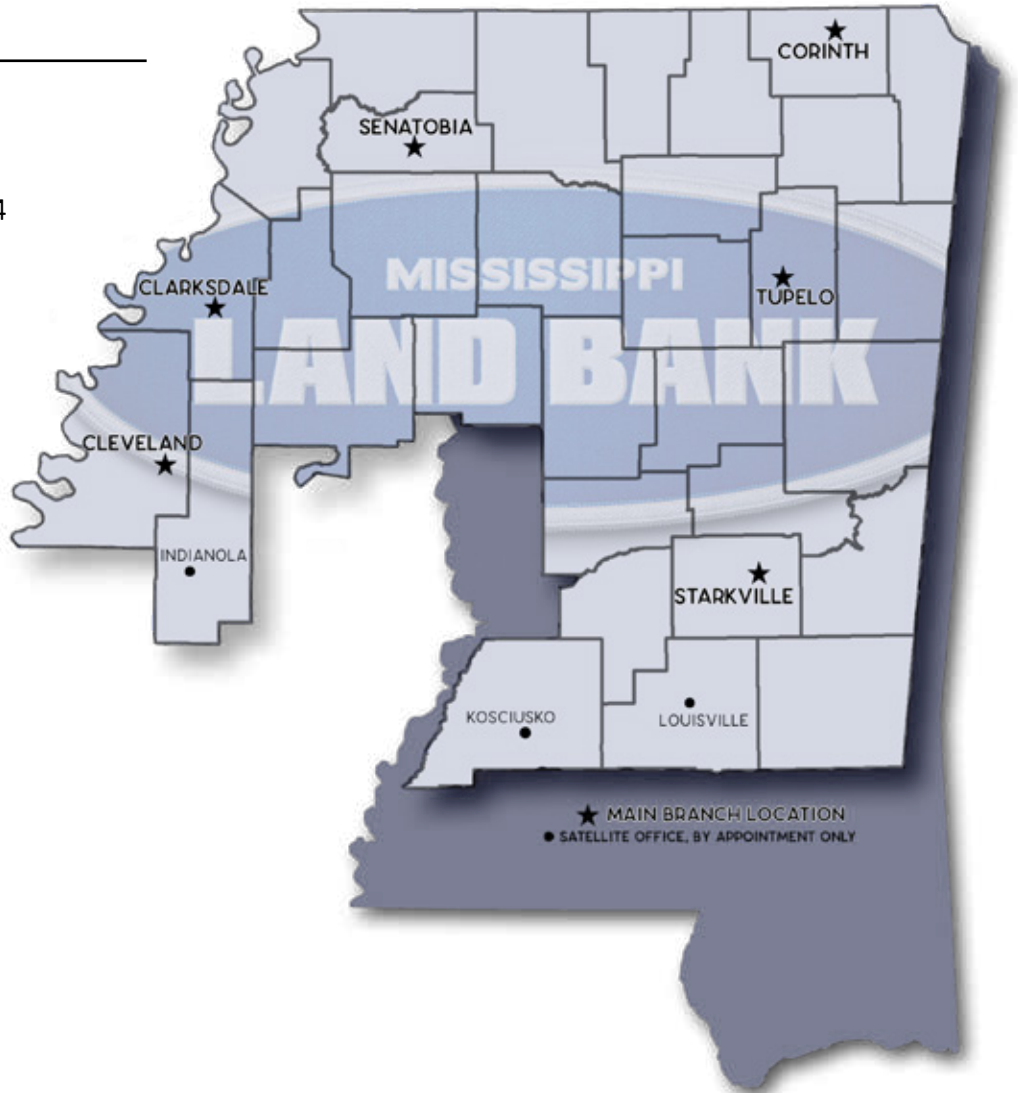 CORINTH
SENATOBIA
4
MISSISSIPPI
CLARKSDALE
TUPELO
LAND BANK
CLEVELAND
INDIANOLA
STARKVILLE
KOSCIUSKO
LOUISVILLE
★ MAIN BRANCH LOCATION
● SATELLITE OFFICE, BY APPOINTMENT ONLY